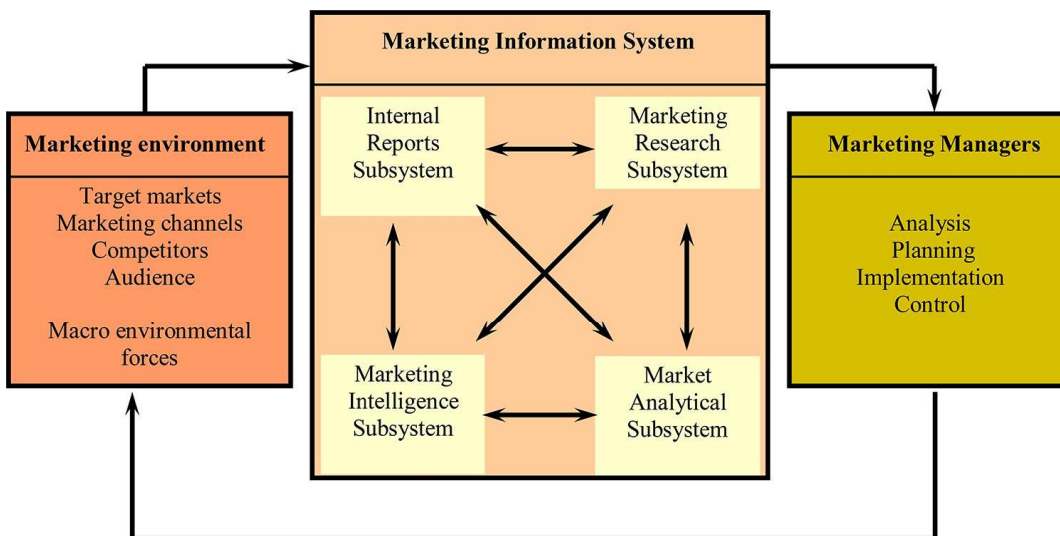 Marketing Information System
Internal
Reports
Subsystem
Marketing
Research
Subsystem
Marketing
Intelligence
Subsystem
Market
Analytical
Subsystem
Marketing environment
Target markets
Marketing channels
Competitors
Audience
Macro environmental
forces
Marketing Managers
Analysis
Planning
Implementation
Control